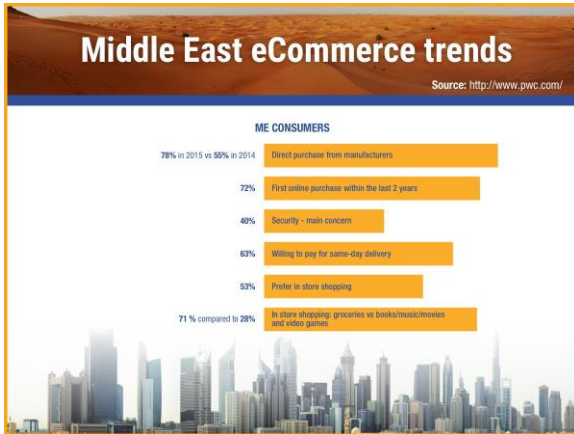 Middle East eCommerce trends
Source: http://www.pwc.com/
ME CONSUMERS
78% in 2015 vs 55% in 2014 Direct purchase from manufacturers
72% First online purchase within the last 2 years
40% Security - main concern
63% Willing to pay for same-day delivery
53% Prefer in store shopping
71 % compared to 28% In store shopping: groceries vs books/music/movies
and video games